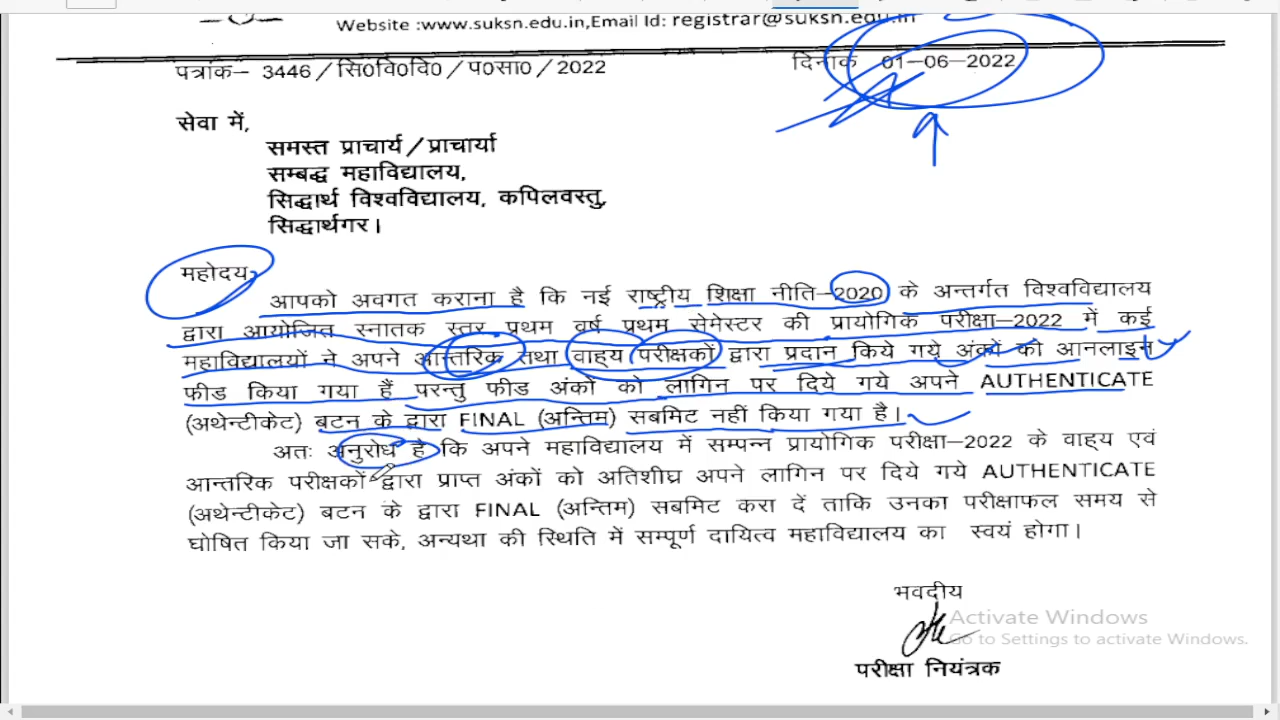 Website :www.suksn.edu.in,Email Id: registrar@suksn.edu.in
पत्रांक– 3446/सि0वि0वि0/प0सा0/2022 दिनांक 01–06–2022
सेवा में,
समस्त प्राचार्य/प्राचार्या
सम्बद्ध महाविद्यालय,
सिद्धार्थ विश्वविद्यालय, कपिलवस्तु,
सिद्धार्थगर।
महोदय,
आपको अवगत कराना है कि नई राष्ट्रीय शिक्षा नीति–2020 के अन्तर्गत विश्वविद्यालय
द्वारा आयोजित स्नातक स्तर प्रथम वर्ष प्रथम सेमेस्टर की प्रायोगिक परीक्षा–2022 में कई
महाविद्यालयों ने अपने आन्तरिक तथा वाह्य परीक्षकों द्वारा प्रदान किये गये अंकों को आनलाइन
फीड किया गया हैं परन्तु फीड अंकों को लागिन पर दिये गये अपने AUTHENTICATE
(अथेन्टीकेट) बटन के द्वारा FINAL (अन्तिम) सबमिट नहीं किया गया है।
अतः अनुरोध है कि अपने महाविद्यालय में सम्पन्न प्रायोगिक परीक्षा–2022 के वाह्य एवं
आन्तरिक परीक्षकों द्वारा प्राप्त अंकों को अतिशीघ्र अपने लागिन पर दिये गये AUTHENTICATE
(अथेन्टीकेट) बटन के द्वारा FINAL (अन्तिम) सबमिट करा दें ताकि उनका परीक्षाफल समय से
घोषित किया जा सके, अन्यथा की स्थिति में सम्पूर्ण दायित्व महाविद्यालय का स्वयं होगा।
भवदीय
Activate Windows
Go to Settings to activate Windows.
परीक्षा नियंत्रक